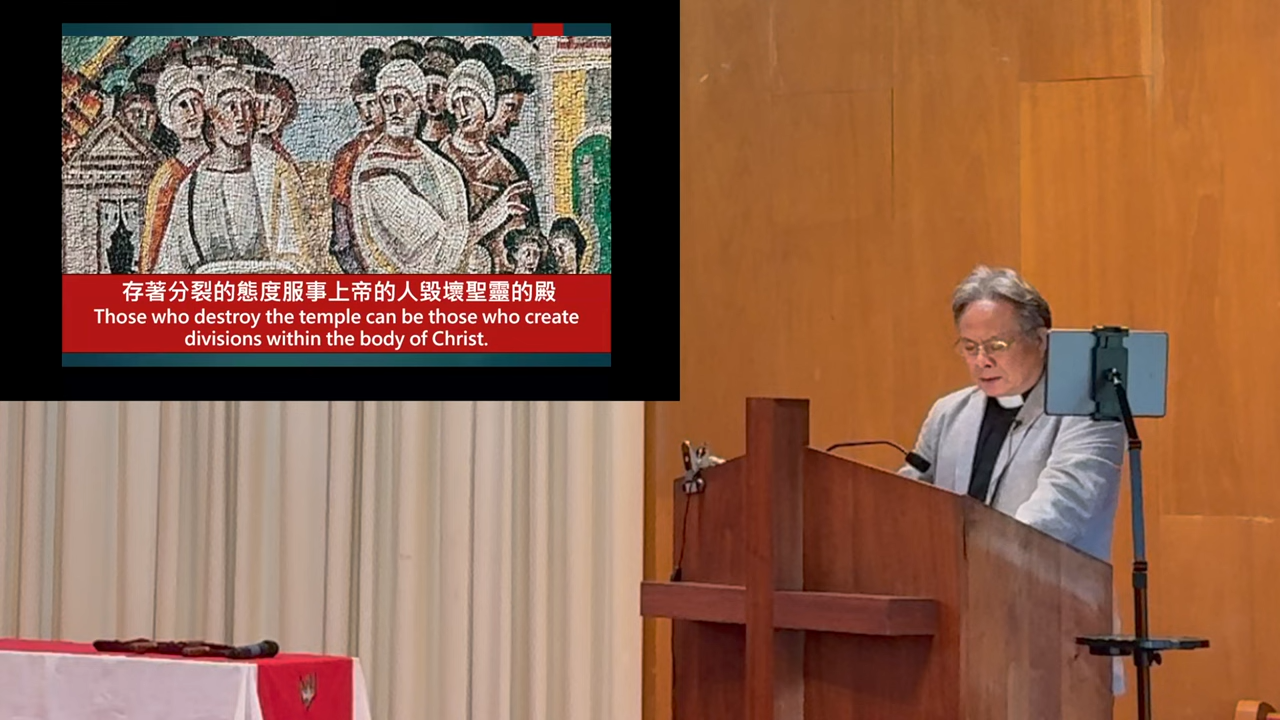 存著分裂的態度服事上帝的人毀壞聖靈的殿
Those who destroy the temple can be those who create
divisions within the body of Christ.